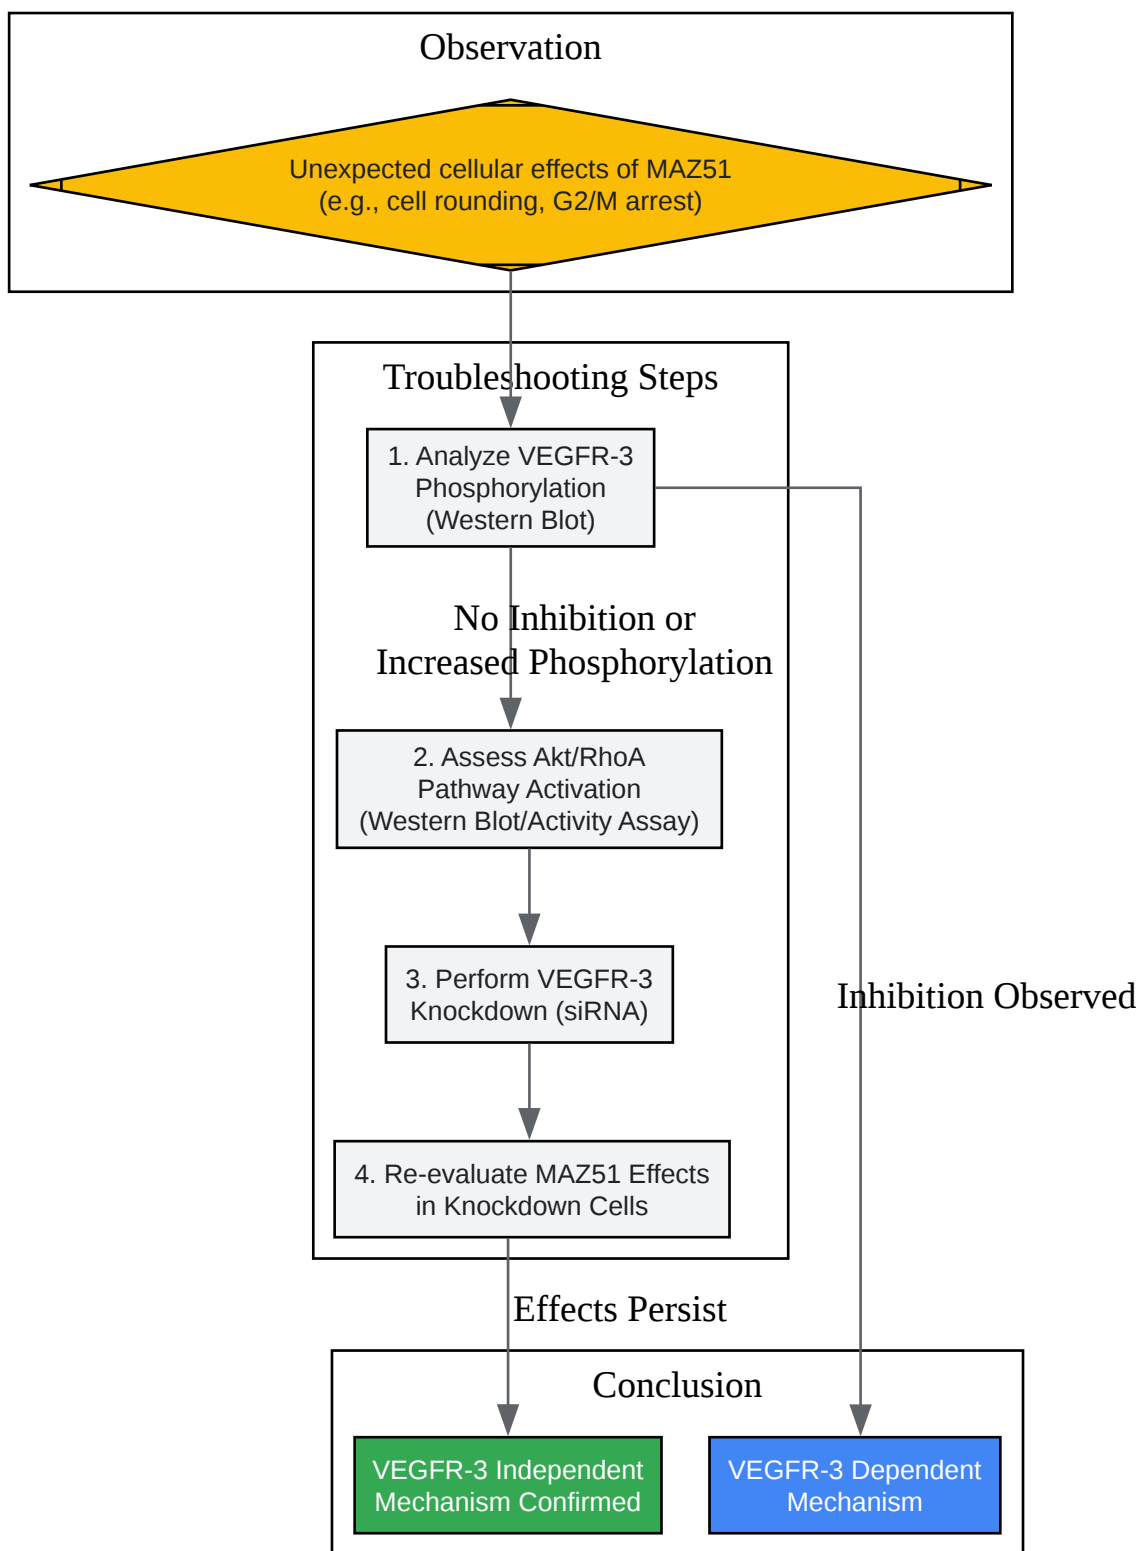 Observation
Unexpected cellular effects of MAZ51
(e.g., cell rounding, G2/M arrest)
Troubleshooting Steps
1. Analyze VEGFR-3
Phosphorylation
(Western Blot)
No Inhibition or
Increased Phosphorylation
2. Assess Akt/RhoA
Pathway Activation
(Western Blot/Activity Assay)
3. Perform VEGFR-3
Knockdown (siRNA)
Inhibition Observed
4. Re-evaluate MAZ51 Effects
in Knockdown Cells
Effects Persist
Conclusion
VEGFR-3 Independent
Mechanism Confirmed
VEGFR-3 Dependent
Mechanism